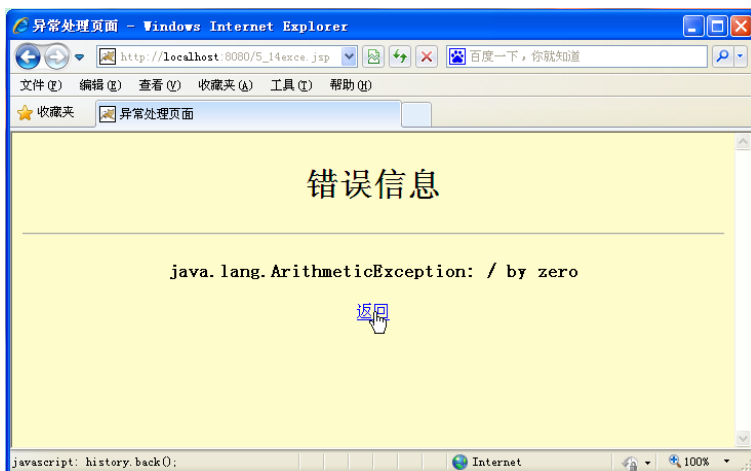 异常处理页面 - Windows Internet Explorer
http://localhost:8080/5_14exce.jsp 百度一下，你就知道
文件(F) 编辑(E) 查看(V) 收藏夹(A) 工具(T) 帮助(H)
收藏夹 异常处理页面
错误信息
java.lang.ArithmeticException: / by zero
返回
javascript: history.back(); Internet 100%